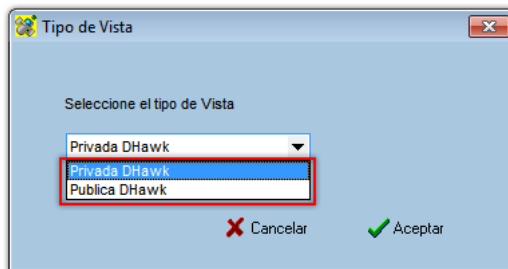 Tipo de Vista
Seleccione el tipo de Vista
Privada DHawk
Privada DHawk
Publica DHawk
Cancelar
Aceptar